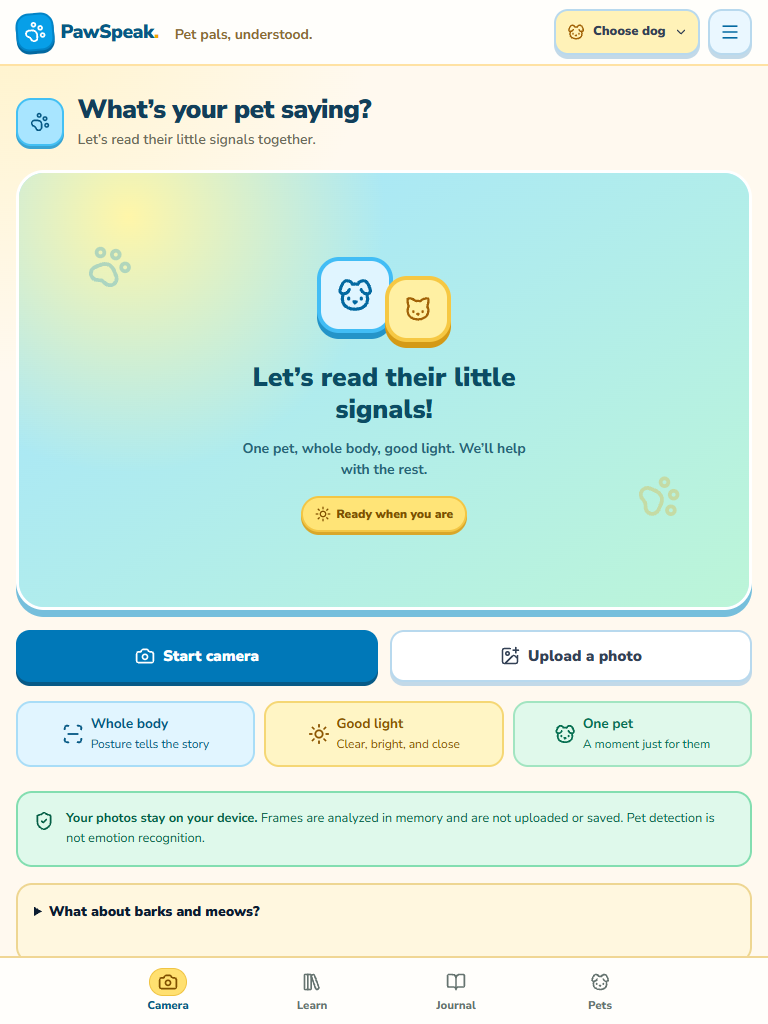 PawSpeak.
Pet pals, understood.
Choose dog
What’s your pet saying?
Let’s read their little signals together.
Let’s read their little
signals!
One pet, whole body, good light. We’ll help
with the rest.
Ready when you are
Start camera
Upload a photo
Whole body
Posture tells the story
Good light
Clear, bright, and close
One pet
A moment just for them
Your photos stay on your device. Frames are analyzed in memory and are not uploaded or saved. Pet detection is
not emotion recognition.
What about barks and meows?
Camera
Learn
Journal
Pets